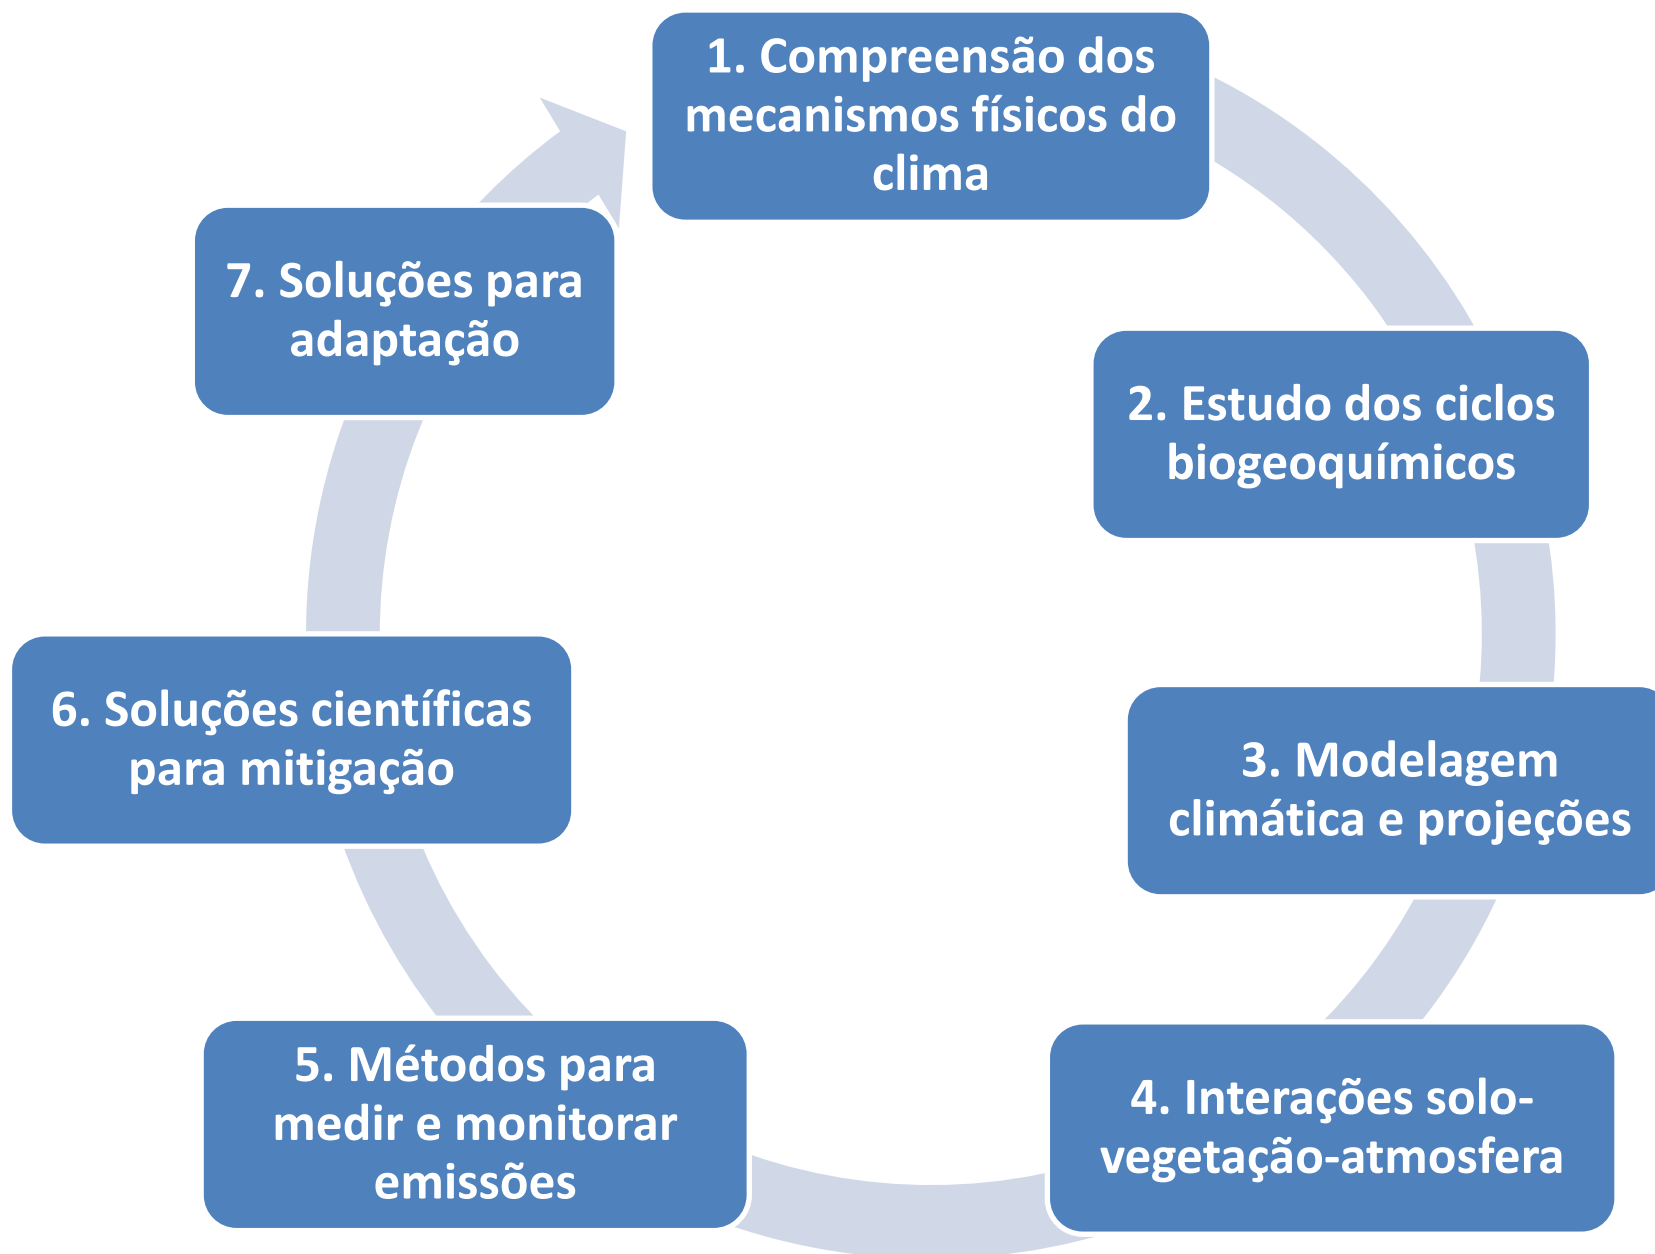 1. Compreensão dos
mecanismos físicos do
clima
2. Estudo dos ciclos
biogeoquímicos
3. Modelagem
climática e projeções
4. Interações solo-
vegetação-atmosfera
5. Métodos para
medir e monitorar
emissões
6. Soluções científicas
para mitigação
7. Soluções para
adaptação